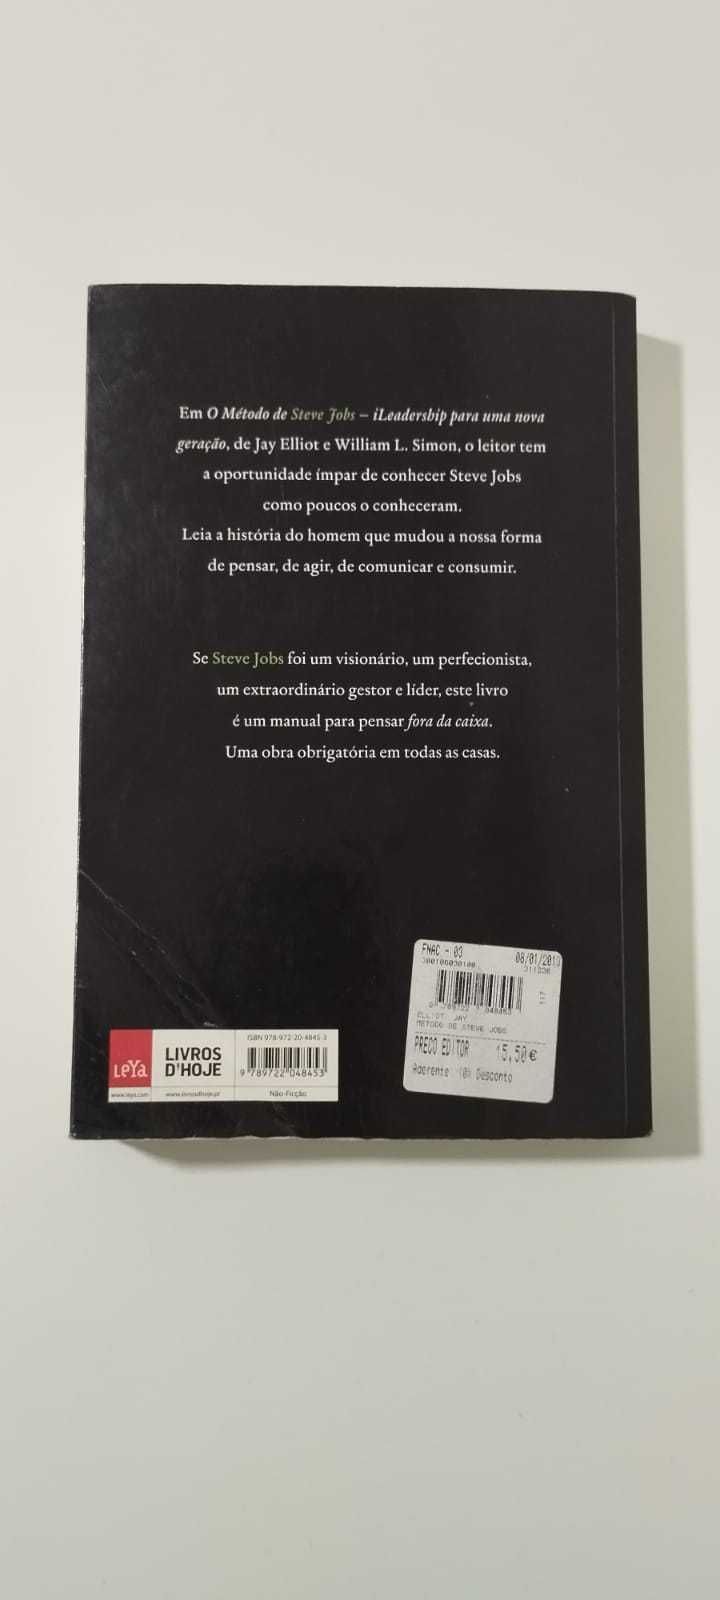 Em O Método de Steve Jobs – iLeadership para uma nova
geração, de Jay Elliot e William L. Simon, o leitor tem
a oportunidade ímpar de conhecer Steve Jobs
como poucos o conheceram.
Leia a história do homem que mudou a nossa forma
de pensar, de agir, de comunicar e consumir.
Se Steve Jobs foi um visionário, um perfecionista,
um extraordinário gestor e líder, este livro
é um manual para pensar fora da caixa.
Uma obra obrigatória em todas as casas.
FNAC - 03 08/01/2013
117
ELLIOT, JAY
METODO DE STEVE JOBS
PRECO EDITOR 15,50€
Aderente 10% Desconto
LeYa
www.leya.com
LIVROS
D'HOJE
www.livrosdhoje.pt
ISBN 978-972-20-4845-3
9 789722 048453
Não-Ficção